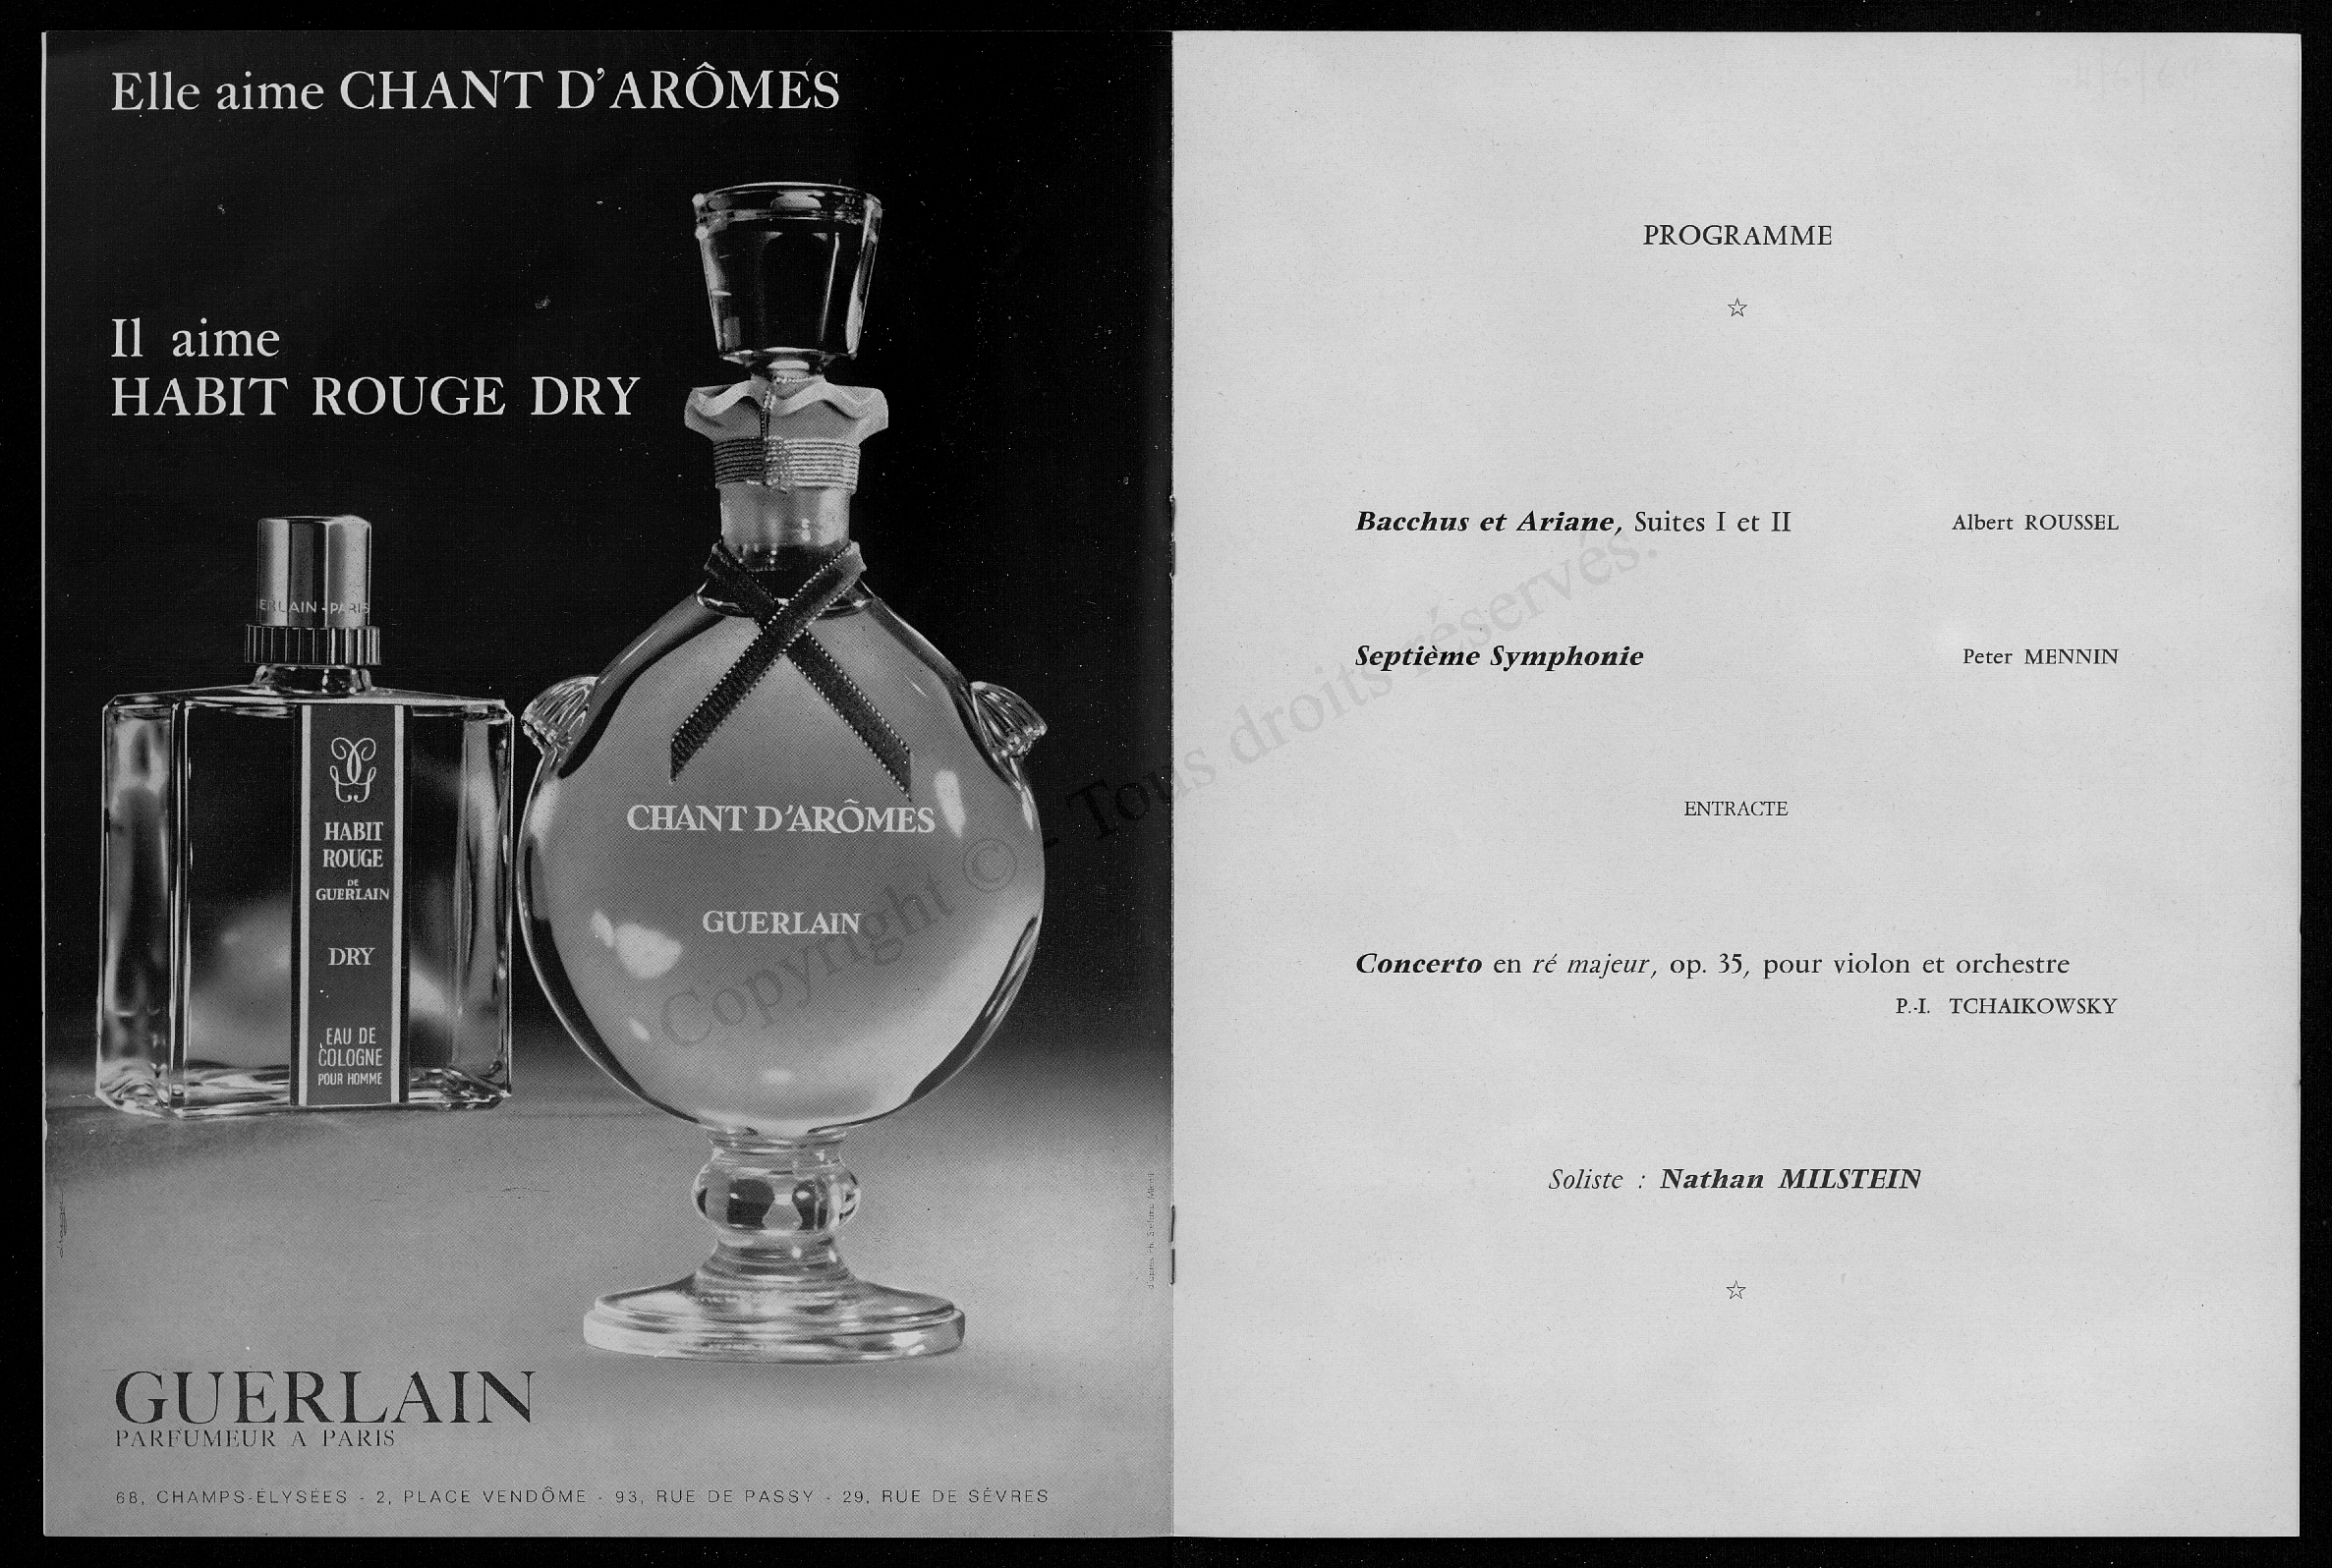 Elle aime CHANT D'ARÔMES
Il aime
HABIT ROUGE DRY
ERLAIN - PARIS
HABIT
ROUGE
DE
GUERLAIN
DRY
EAU DE
COLOGNE
POUR HOMME
CHANT D'ARÔMES
GUERLAIN
GUERLAIN
PARFUMEUR A PARIS
68, CHAMPS-ÉLYSÉES - 2, PLACE VENDÔME - 93, RUE DE PASSY - 29, RUE DE SÈVRES
PROGRAMME
Bacchus et Ariane, Suites I et II Albert ROUSSEL
Septième Symphonie Peter MENNIN
ENTRACTE
Concerto en ré majeur, op. 35, pour violon et orchestre
P.-I. TCHAIKOWSKY
Soliste : Nathan MILSTEIN
Copyright © - Tous droits réservés.